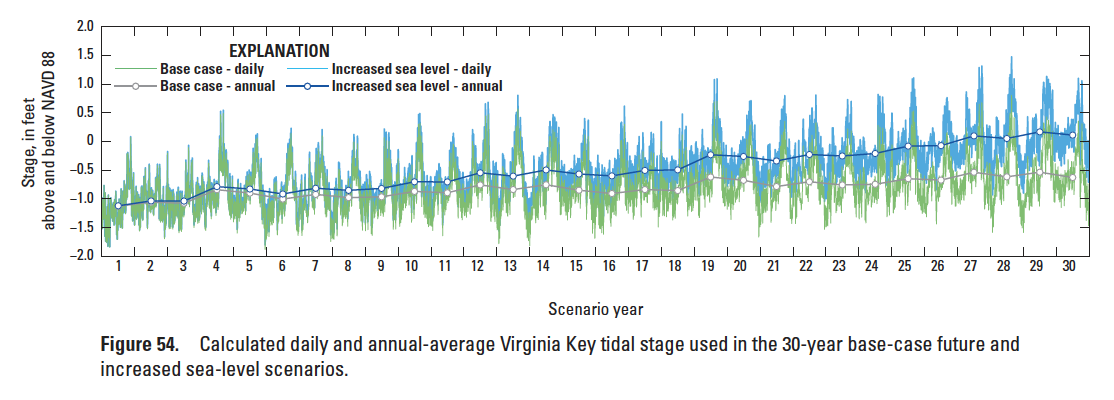 2.0
1.5
1.0
0.5
0
–0.5
–1.0
–1.5
–2.0
Stage, in feet
above and below NAVD 88
EXPLANATION
Base case - daily
Increased sea level - daily
Base case - annual
Increased sea level - annual
1 2 3 4 5 6 7 8 9 10 11 12 13 14 15 16 17 18 19 20 21 22 23 24 25 26 27 28 29 30
Scenario year
Figure 54. Calculated daily and annual-average Virginia Key tidal stage used in the 30-year base-case future and
increased sea-level scenarios.